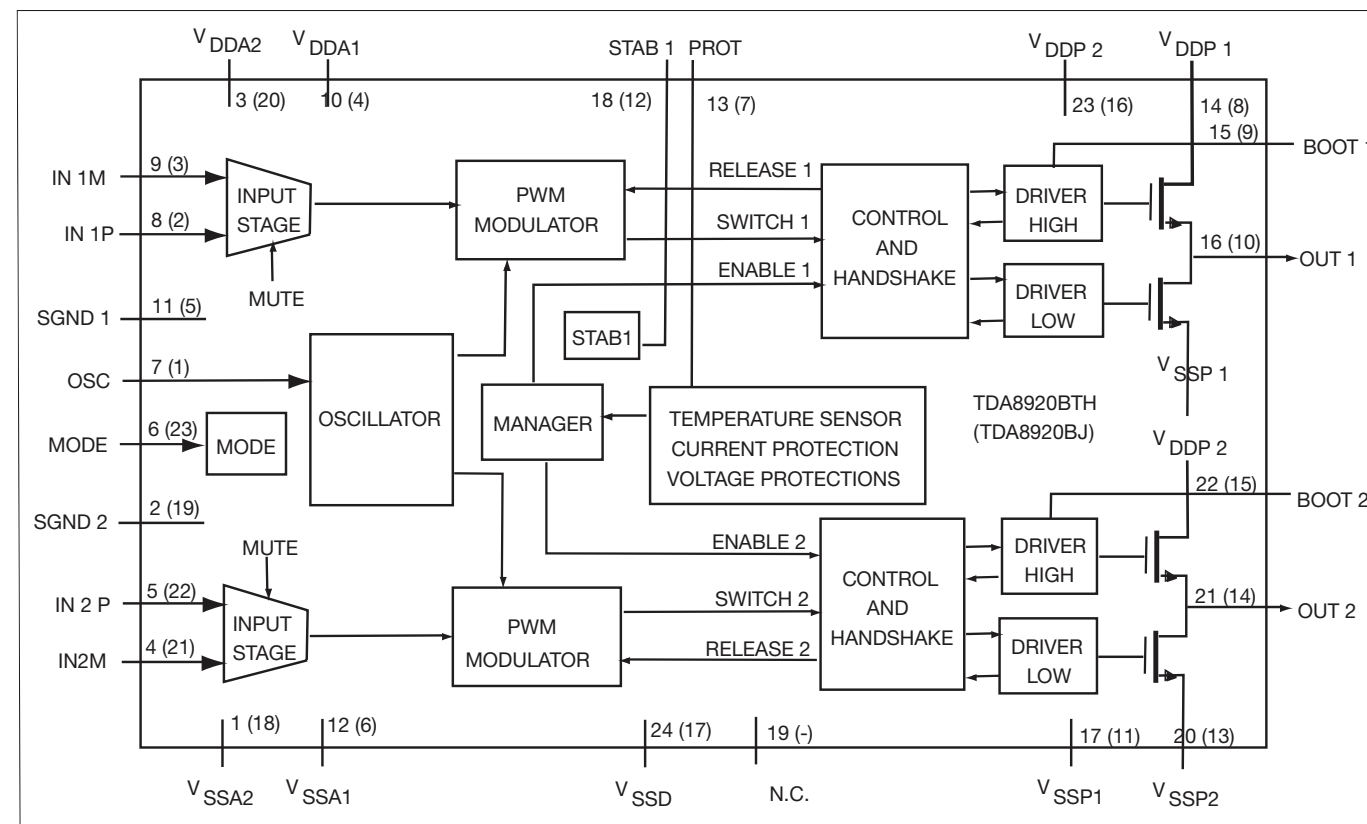 V DDA2
V DDA1
STAB 1 PROT
V DDP 2
V DDP 1
3 (20)
10 (4)
18 (12)
13 (7)
23 (16)
14 (8)
15 (9)
BOOT 1
IN 1M
9 (3)
INPUT
STAGE
IN 1P
8 (2)
MUTE
PWM
MODULATOR
RELEASE 1
SWITCH 1
ENABLE 1
CONTROL
AND
HANDSHAKE
DRIVER
HIGH
DRIVER
LOW
16 (10)
OUT 1
SGND 1
11 (5)
STAB1
V SSP 1
OSC
7 (1)
OSCILLATOR
MANAGER
TEMPERATURE SENSOR
CURRENT PROTECTION
VOLTAGE PROTECTIONS
TDA8920BTH
(TDA8920BJ)
MODE
6 (23)
MODE
V DDP 2
22 (15)
BOOT 2
SGND 2
2 (19)
MUTE
ENABLE 2
SWITCH 2
RELEASE 2
CONTROL
AND
HANDSHAKE
DRIVER
HIGH
DRIVER
LOW
IN 2 P
5 (22)
INPUT
STAGE
IN2M
4 (21)
PWM
MODULATOR
21 (14)
OUT 2
1 (18)
12 (6)
24 (17)
19 (-)
17 (11)
20 (13)
V SSA2
V SSA1
V SSD
N.C.
V SSP1
V SSP2